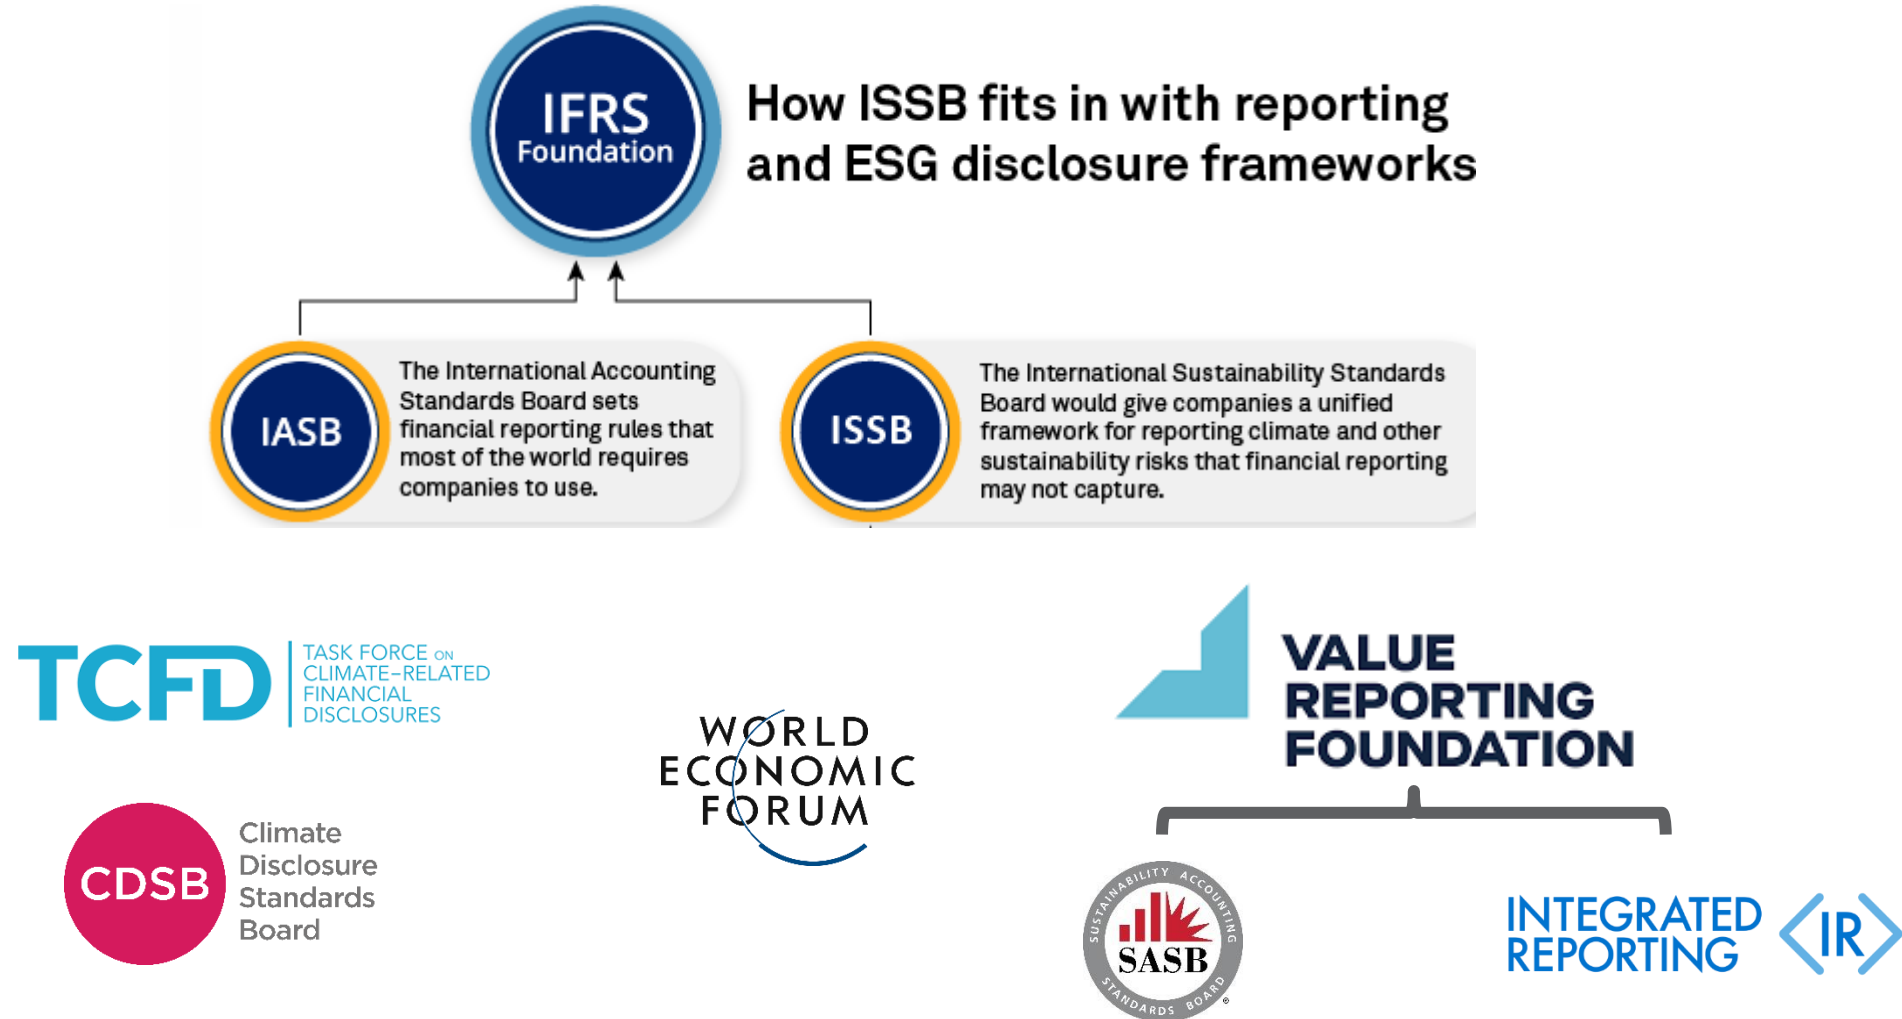 IFRS
Foundation
How ISSB fits in with reporting
and ESG disclosure frameworks
IASB
The International Accounting
Standards Board sets
financial reporting rules that
most of the world requires
companies to use.
ISSB
The International Sustainability Standards
Board would give companies a unified
framework for reporting climate and other
sustainability risks that financial reporting
may not capture.
TCFD
TASK FORCE ON
CLIMATE-RELATED
FINANCIAL
DISCLOSURES
WORLD
ECONOMIC
FORUM
VALUE
REPORTING
FOUNDATION
CDSB
Climate
Disclosure
Standards
Board
SUSTAINABILITY ACCOUNTING
SASB
STANDARDS BOARD
®
INTEGRATED
REPORTING
<IR>